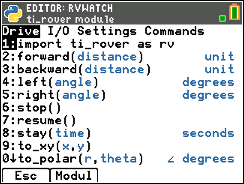 EDITOR: RVWATCH
ti_rover module
Drive I/O Settings Commands
1:import ti_rover as rv
2:forward(distance) unit
3:backward(distance) unit
4:left(angle) degrees
5:right(angle) degrees
6:stop()
7:resume()
8:stay(time) seconds
9:to_xy(x,y)
0↓to_polar(r,theta) ∠ degrees
Esc Modul